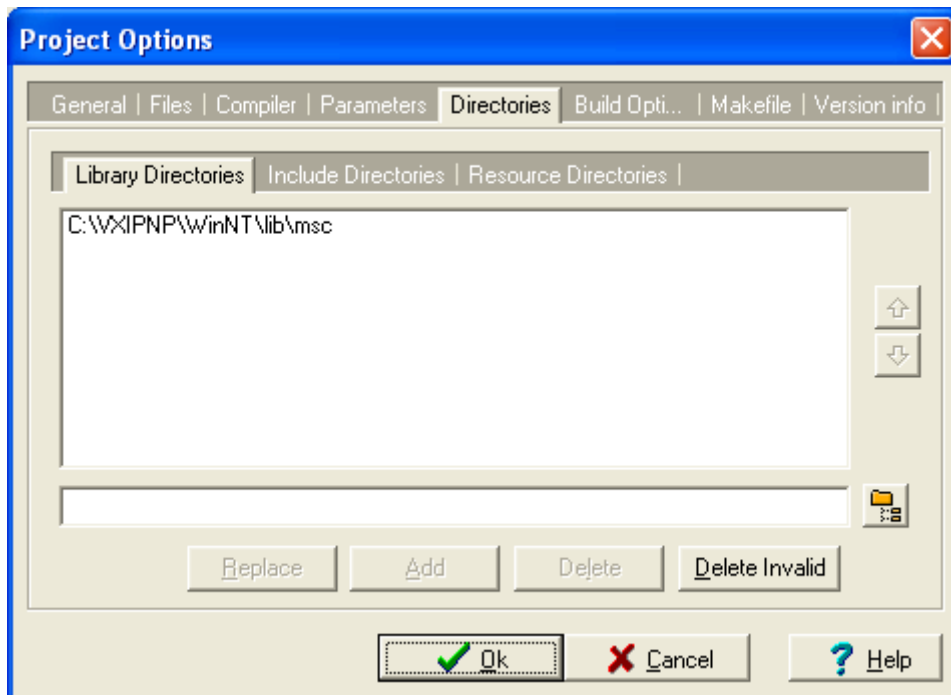 Project Options
General | Files | Compiler | Parameters Directories Build Opti... | Makefile | Version info |
Library Directories Include Directories | Resource Directories |
C:\VXIPNP\WinNT\lib\msc
Replace Add Delete Delete Invalid
Ok Cancel ? Help